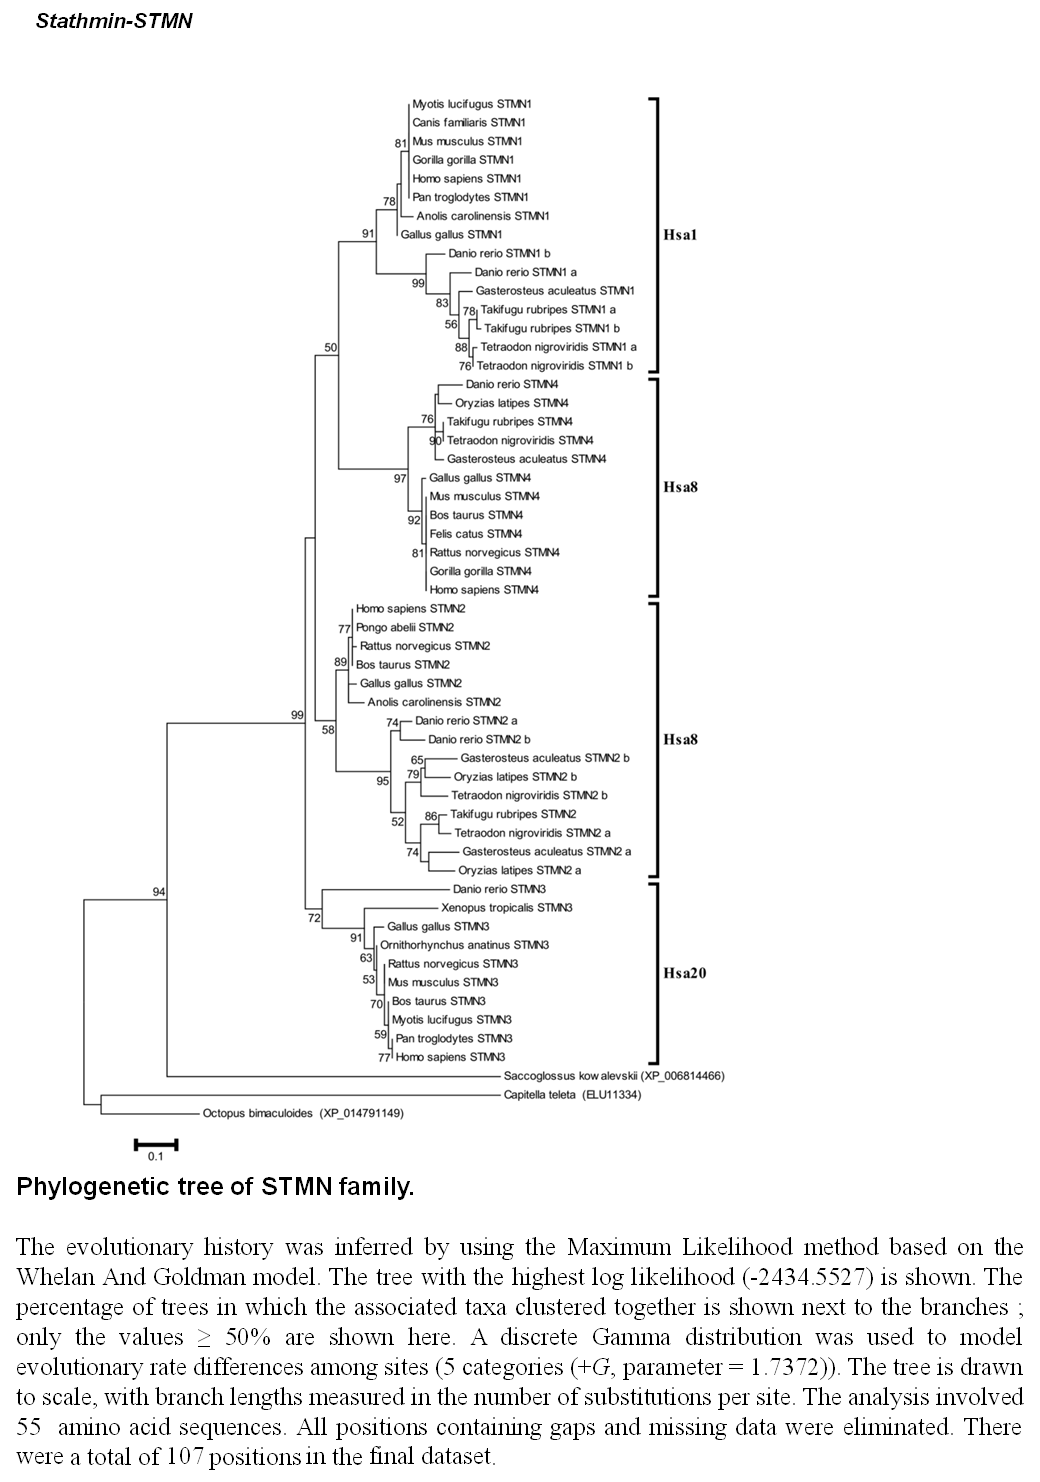 Stathmin-STMN
Myotis lucifugus STMN1
Canis familiaris STMN1
81
Mus musculus STMN1
Gorilla gorilla STMN1
Homo sapiens STMN1
Pan troglodytes STMN1
78
Anolis carolinensis STMN1
Gallus gallus STMN1
91
Hsa1
Danio rerio STMN1 b
Danio rerio STMN1 a
99
Gasterosteus aculeatus STMN1
83
78
Takifugu rubripes STMN1 a
56
Takifugu rubripes STMN1 b
88
Tetraodon nigroviridis STMN1 a
50
76
Tetraodon nigroviridis STMN1 b
Danio rerio STMN4
Oryzias latipes STMN4
76
Takifugu rubripes STMN4
90
Tetraodon nigroviridis STMN4
Gasterosteus aculeatus STMN4
97
Gallus gallus STMN4
Hsa8
Mus musculus STMN4
92
Bos taurus STMN4
Felis catus STMN4
81
Rattus norvegicus STMN4
Gorilla gorilla STMN4
Homo sapiens STMN4
Homo sapiens STMN2
77
Pongo abelii STMN2
Rattus norvegicus STMN2
89
Bos taurus STMN2
Gallus gallus STMN2
Anolis carolinensis STMN2
99
58
74
Danio rerio STMN2 a
Danio rerio STMN2 b
Hsa8
65
Gasterosteus aculeatus STMN2 b
95
79
Oryzias latipes STMN2 b
Tetraodon nigroviridis STMN2 b
52
86
Takifugu rubripes STMN2
Tetraodon nigroviridis STMN2 a
74
Gasterosteus aculeatus STMN2 a
Oryzias latipes STMN2 a
94
Danio rerio STMN3
72
Xenopus tropicalis STMN3
Gallus gallus STMN3
91
Ornithorhynchus anatinus STMN3
63
Rattus norvegicus STMN3
Hsa20
53
Mus musculus STMN3
70
Bos taurus STMN3
Myotis lucifugus STMN3
59
Pan troglodytes STMN3
77
Homo sapiens STMN3
Saccoglossus kowalevskii (XP_006814466)
Capitella teleta (ELU11334)
Octopus bimaculoides (XP_014791149)
0.1
Phylogenetic tree of STMN family.
The evolutionary history was inferred by using the Maximum Likelihood method based on the
Whelan And Goldman model. The tree with the highest log likelihood (-2434.5527) is shown. The
percentage of trees in which the associated taxa clustered together is shown next to the branches ;
only the values ≥ 50% are shown here. A discrete Gamma distribution was used to model
evolutionary rate differences among sites (5 categories (+G, parameter = 1.7372)). The tree is drawn
to scale, with branch lengths measured in the number of substitutions per site. The analysis involved
55 amino acid sequences. All positions containing gaps and missing data were eliminated. There
were a total of 107 positions in the final dataset.